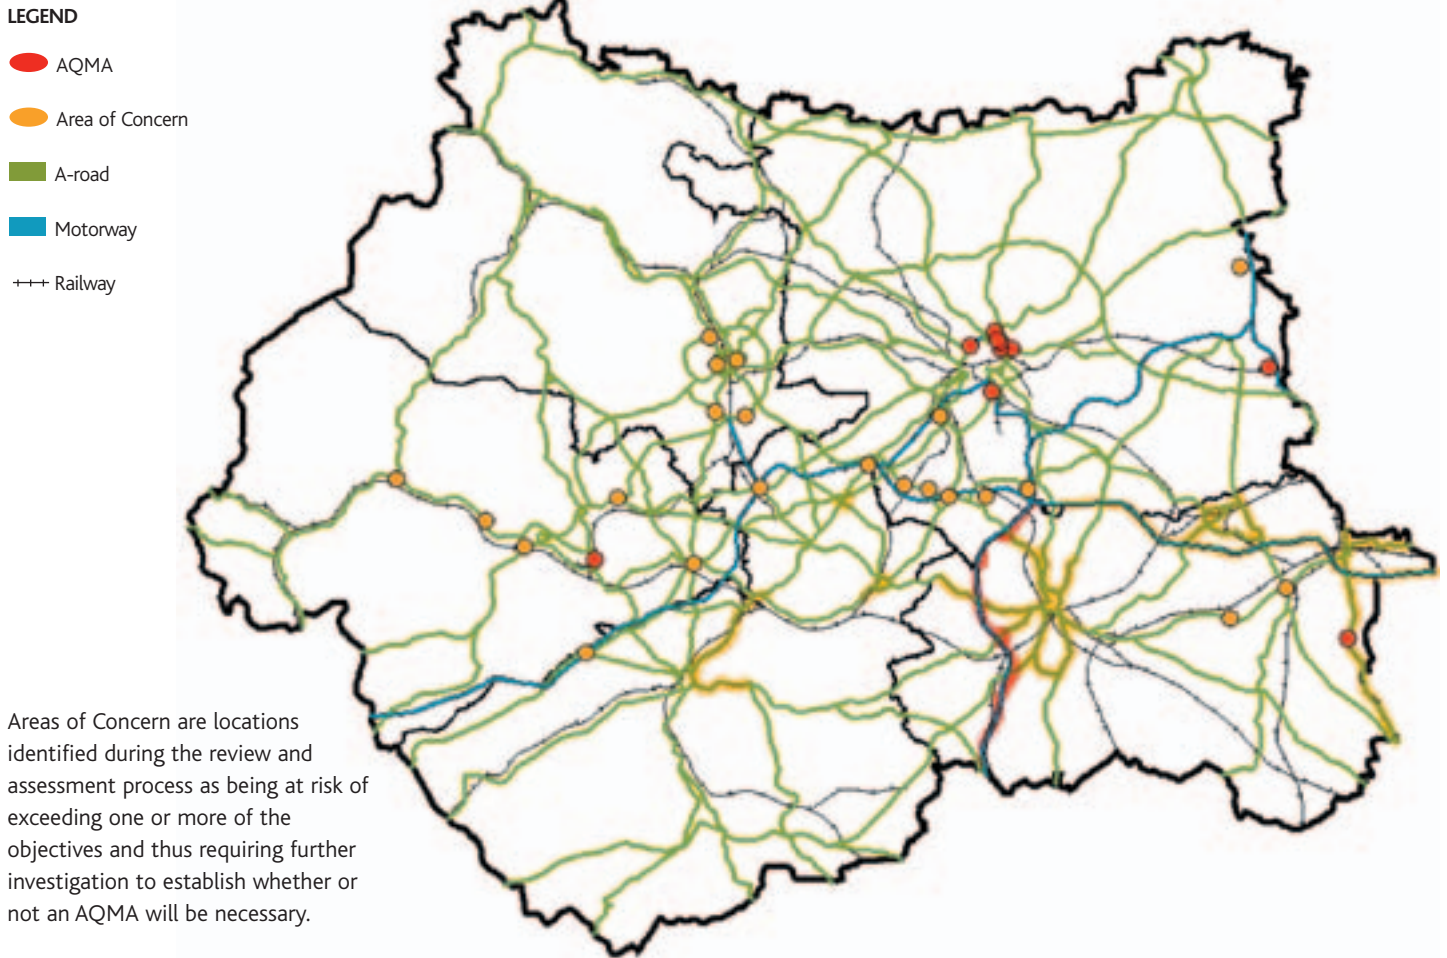 LEGEND
AQMA
Area of Concern
A-road
Motorway
Railway
Areas of Concern are locations
identified during the review and
assessment process as being at risk of
exceeding one or more of the
objectives and thus requiring further
investigation to establish whether or
not an AQMA will be necessary.